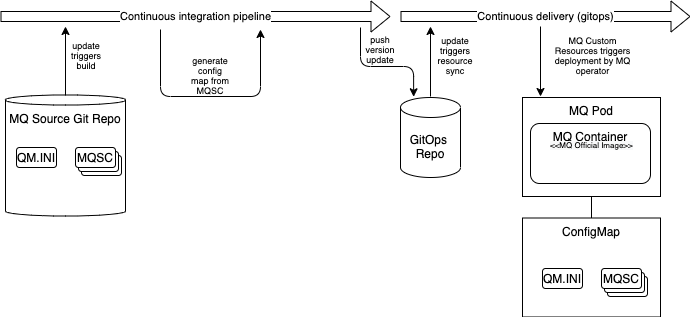 Continuous integration pipeline
Continuous delivery (gitops)
update
triggers
build
generate
config
map from
MQSC
push
version
update
update
triggers
resource
sync
MQ Custom
Resources triggers
deployment by MQ
operator
MQ Source Git Repo
QM.INI
MQSC
GitOps
Repo
MQ Pod
MQ Container
<<MQ Official Image>>
ConfigMap
QM.INI
MQSC